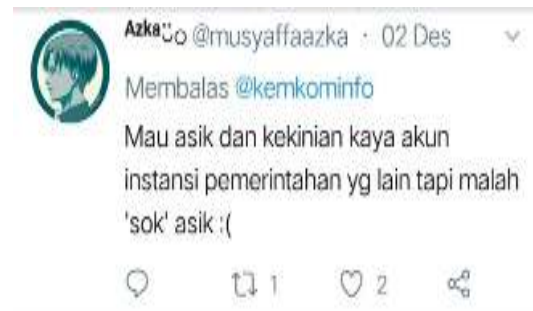 Azka @musyaffaazka · 02 Des
Membalas @kemkominfo
Mau asik dan kekinian kaya akun
instansi pemerintahan yg lain tapi malah
'sok' asik :(
1 2